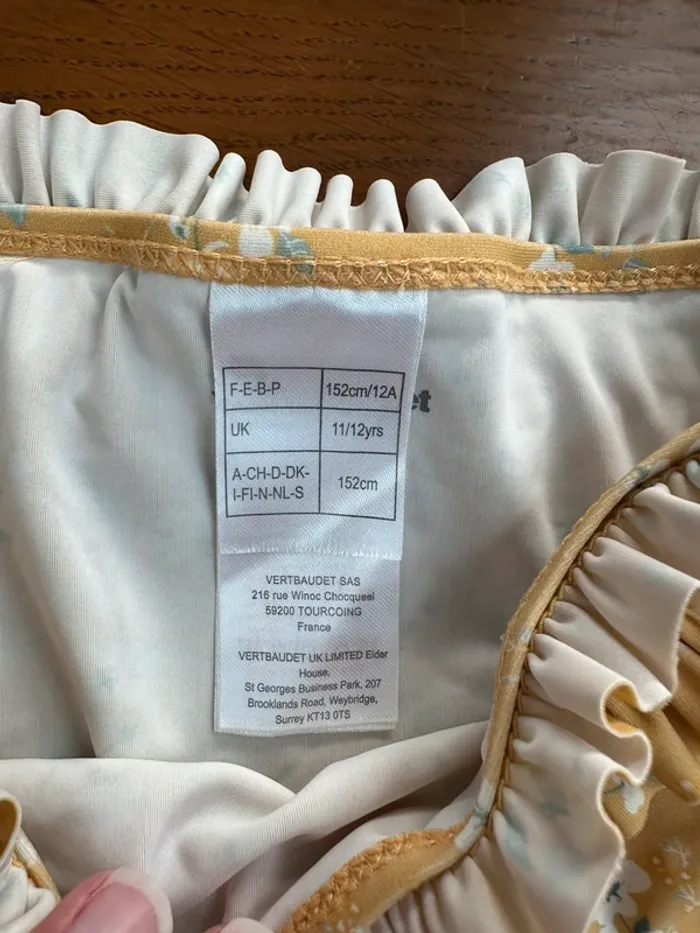 F-E-B-P 152cm/12A
UK 11/12yrs
A-CH-D-DK-
I-FI-N-NL-S 152cm
et
VERTBAUDET SAS
216 rue Winoc Chocqueel
59200 TOURCOING
France
VERTBAUDET UK LIMITED Elder
House,
St Georges Business Park, 207
Brooklands Road, Weybridge,
Surrey KT13 0TS